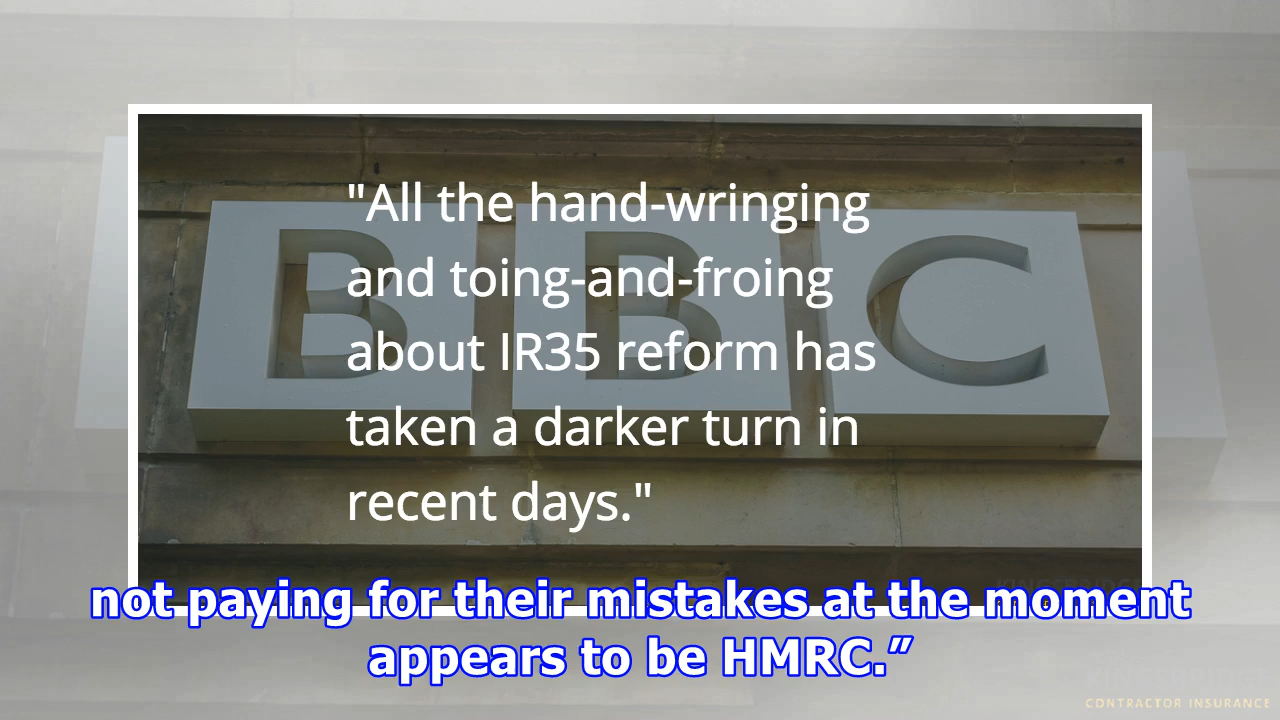 BBC
"All the hand-wringing
and toing-and-froing
about IR35 reform has
taken a darker turn in
recent days."
KINGSBRIDGE
not paying for their mistakes at the moment
appears to be HMRC.”
CONTRACTOR INSURANCE